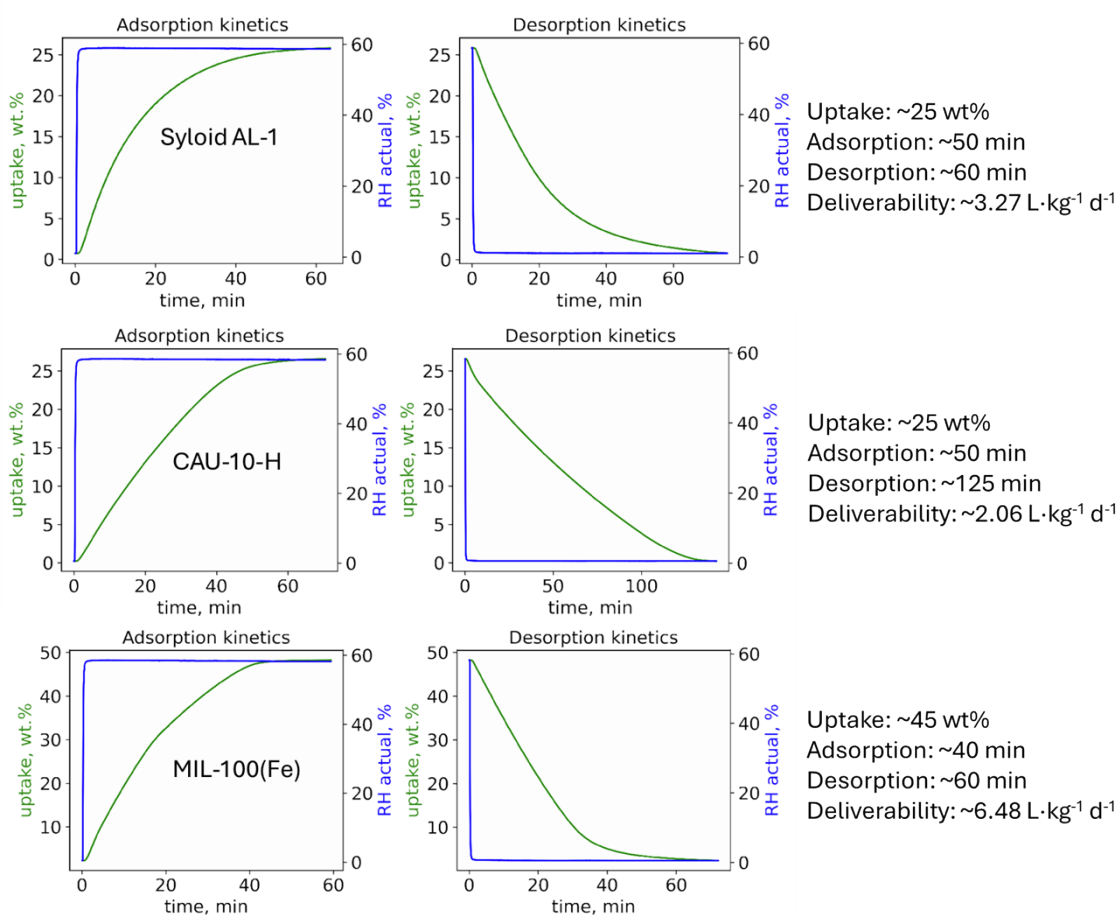 Adsorption kinetics
uptake, wt.%
25
20
15
10
5
0
Syloid AL-1
60
40
20
0
RH actual, %
0 20 40 60
time, min
Desorption kinetics
uptake, wt.%
25
20
15
10
5
0
60
40
20
0
RH actual, %
0 20 40 60
time, min
Uptake: ~25 wt%
Adsorption: ~50 min
Desorption: ~60 min
Deliverability: ~3.27 L·kg⁻¹ d⁻¹
Adsorption kinetics
uptake, wt.%
25
20
15
10
5
0
CAU-10-H
60
40
20
0
RH actual, %
0 20 40 60
time, min
Desorption kinetics
uptake, wt.%
25
20
15
10
5
0
60
40
20
0
RH actual, %
0 50 100
time, min
Uptake: ~25 wt%
Adsorption: ~50 min
Desorption: ~125 min
Deliverability: ~2.06 L·kg⁻¹ d⁻¹
Adsorption kinetics
uptake, wt.%
50
40
30
20
10
MIL-100(Fe)
60
40
20
0
RH actual, %
0 20 40 60
time, min
Desorption kinetics
uptake, wt.%
50
40
30
20
10
60
40
20
0
RH actual, %
0 20 40 60
time, min
Uptake: ~45 wt%
Adsorption: ~40 min
Desorption: ~60 min
Deliverability: ~6.48 L·kg⁻¹ d⁻¹